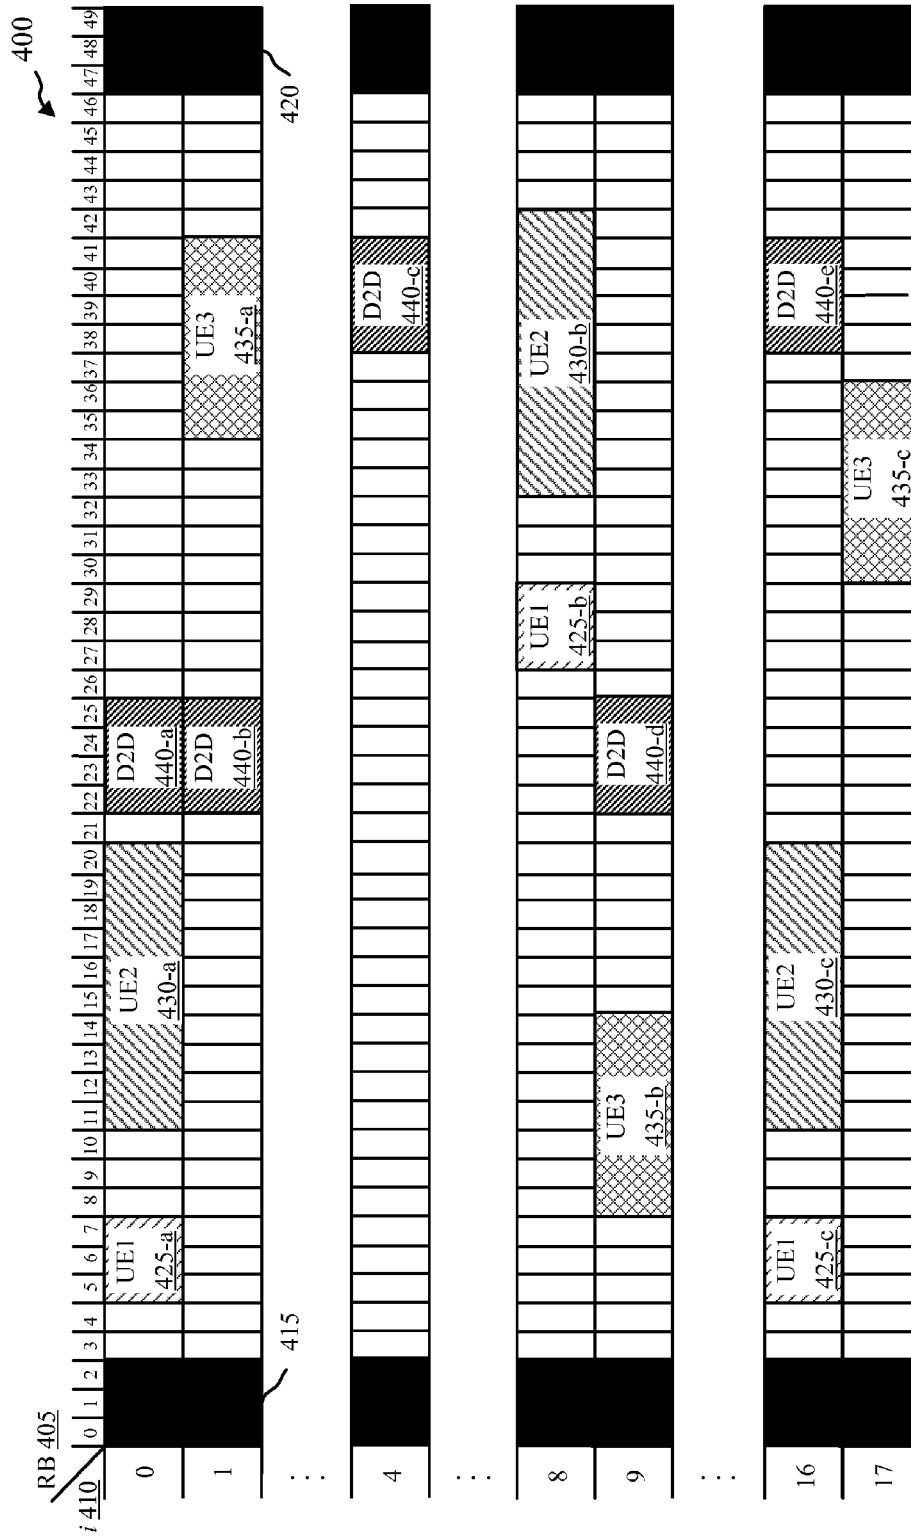 400
RB 405
i 410
0 1 2 3 4 5 6 7 8 9 10 11 12 13 14 15 16 17 18 19 20 21 22 23 24 25 26 27 28 29 30 31 32 33 34 35 36 37 38 39 40 41 42 43 44 45 46 47 48 49
0
UE1
425-a
UE2
430-a
D2D
440-a
1
D2D
440-b
UE3
435-a
415
420
. . .
4
D2D
440-c
. . .
8
UE1
425-b
UE2
430-b
9
UE3
435-b
D2D
440-d
. . .
16
UE1
425-c
UE2
430-c
D2D
440-e
17
UE3
435-c